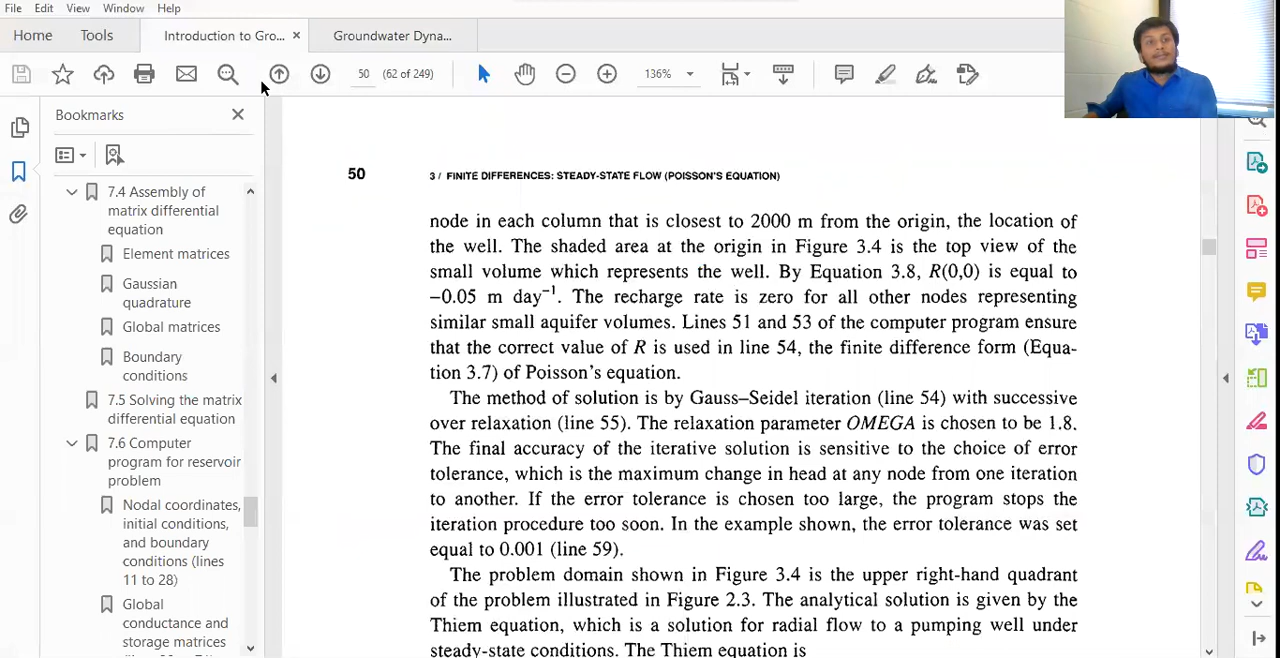 File Edit View Window Help
Home Tools Introduction to Gro... × Groundwater Dyna...
50 (62 of 249) 136%
Bookmarks
7.4 Assembly of
matrix differential
equation
Element matrices
Gaussian
quadrature
Global matrices
Boundary
conditions
7.5 Solving the matrix
differential equation
7.6 Computer
program for reservoir
problem
Nodal coordinates,
initial conditions,
and boundary
conditions (lines
11 to 28)
Global
conductance and
storage matrices
50 3 / FINITE DIFFERENCES: STEADY-STATE FLOW (POISSON'S EQUATION)
node in each column that is closest to 2000 m from the origin, the location of
the well. The shaded area at the origin in Figure 3.4 is the top view of the
small volume which represents the well. By Equation 3.8, R(0,0) is equal to
−0.05 m day⁻¹. The recharge rate is zero for all other nodes representing
similar small aquifer volumes. Lines 51 and 53 of the computer program ensure
that the correct value of R is used in line 54, the finite difference form (Equa-
tion 3.7) of Poisson's equation.
The method of solution is by Gauss–Seidel iteration (line 54) with successive
over relaxation (line 55). The relaxation parameter OMEGA is chosen to be 1.8.
The final accuracy of the iterative solution is sensitive to the choice of error
tolerance, which is the maximum change in head at any node from one iteration
to another. If the error tolerance is chosen too large, the program stops the
iteration procedure too soon. In the example shown, the error tolerance was set
equal to 0.001 (line 59).
The problem domain shown in Figure 3.4 is the upper right-hand quadrant
of the problem illustrated in Figure 2.3. The analytical solution is given by the
Thiem equation, which is a solution for radial flow to a pumping well under
steady-state conditions. The Thiem equation is